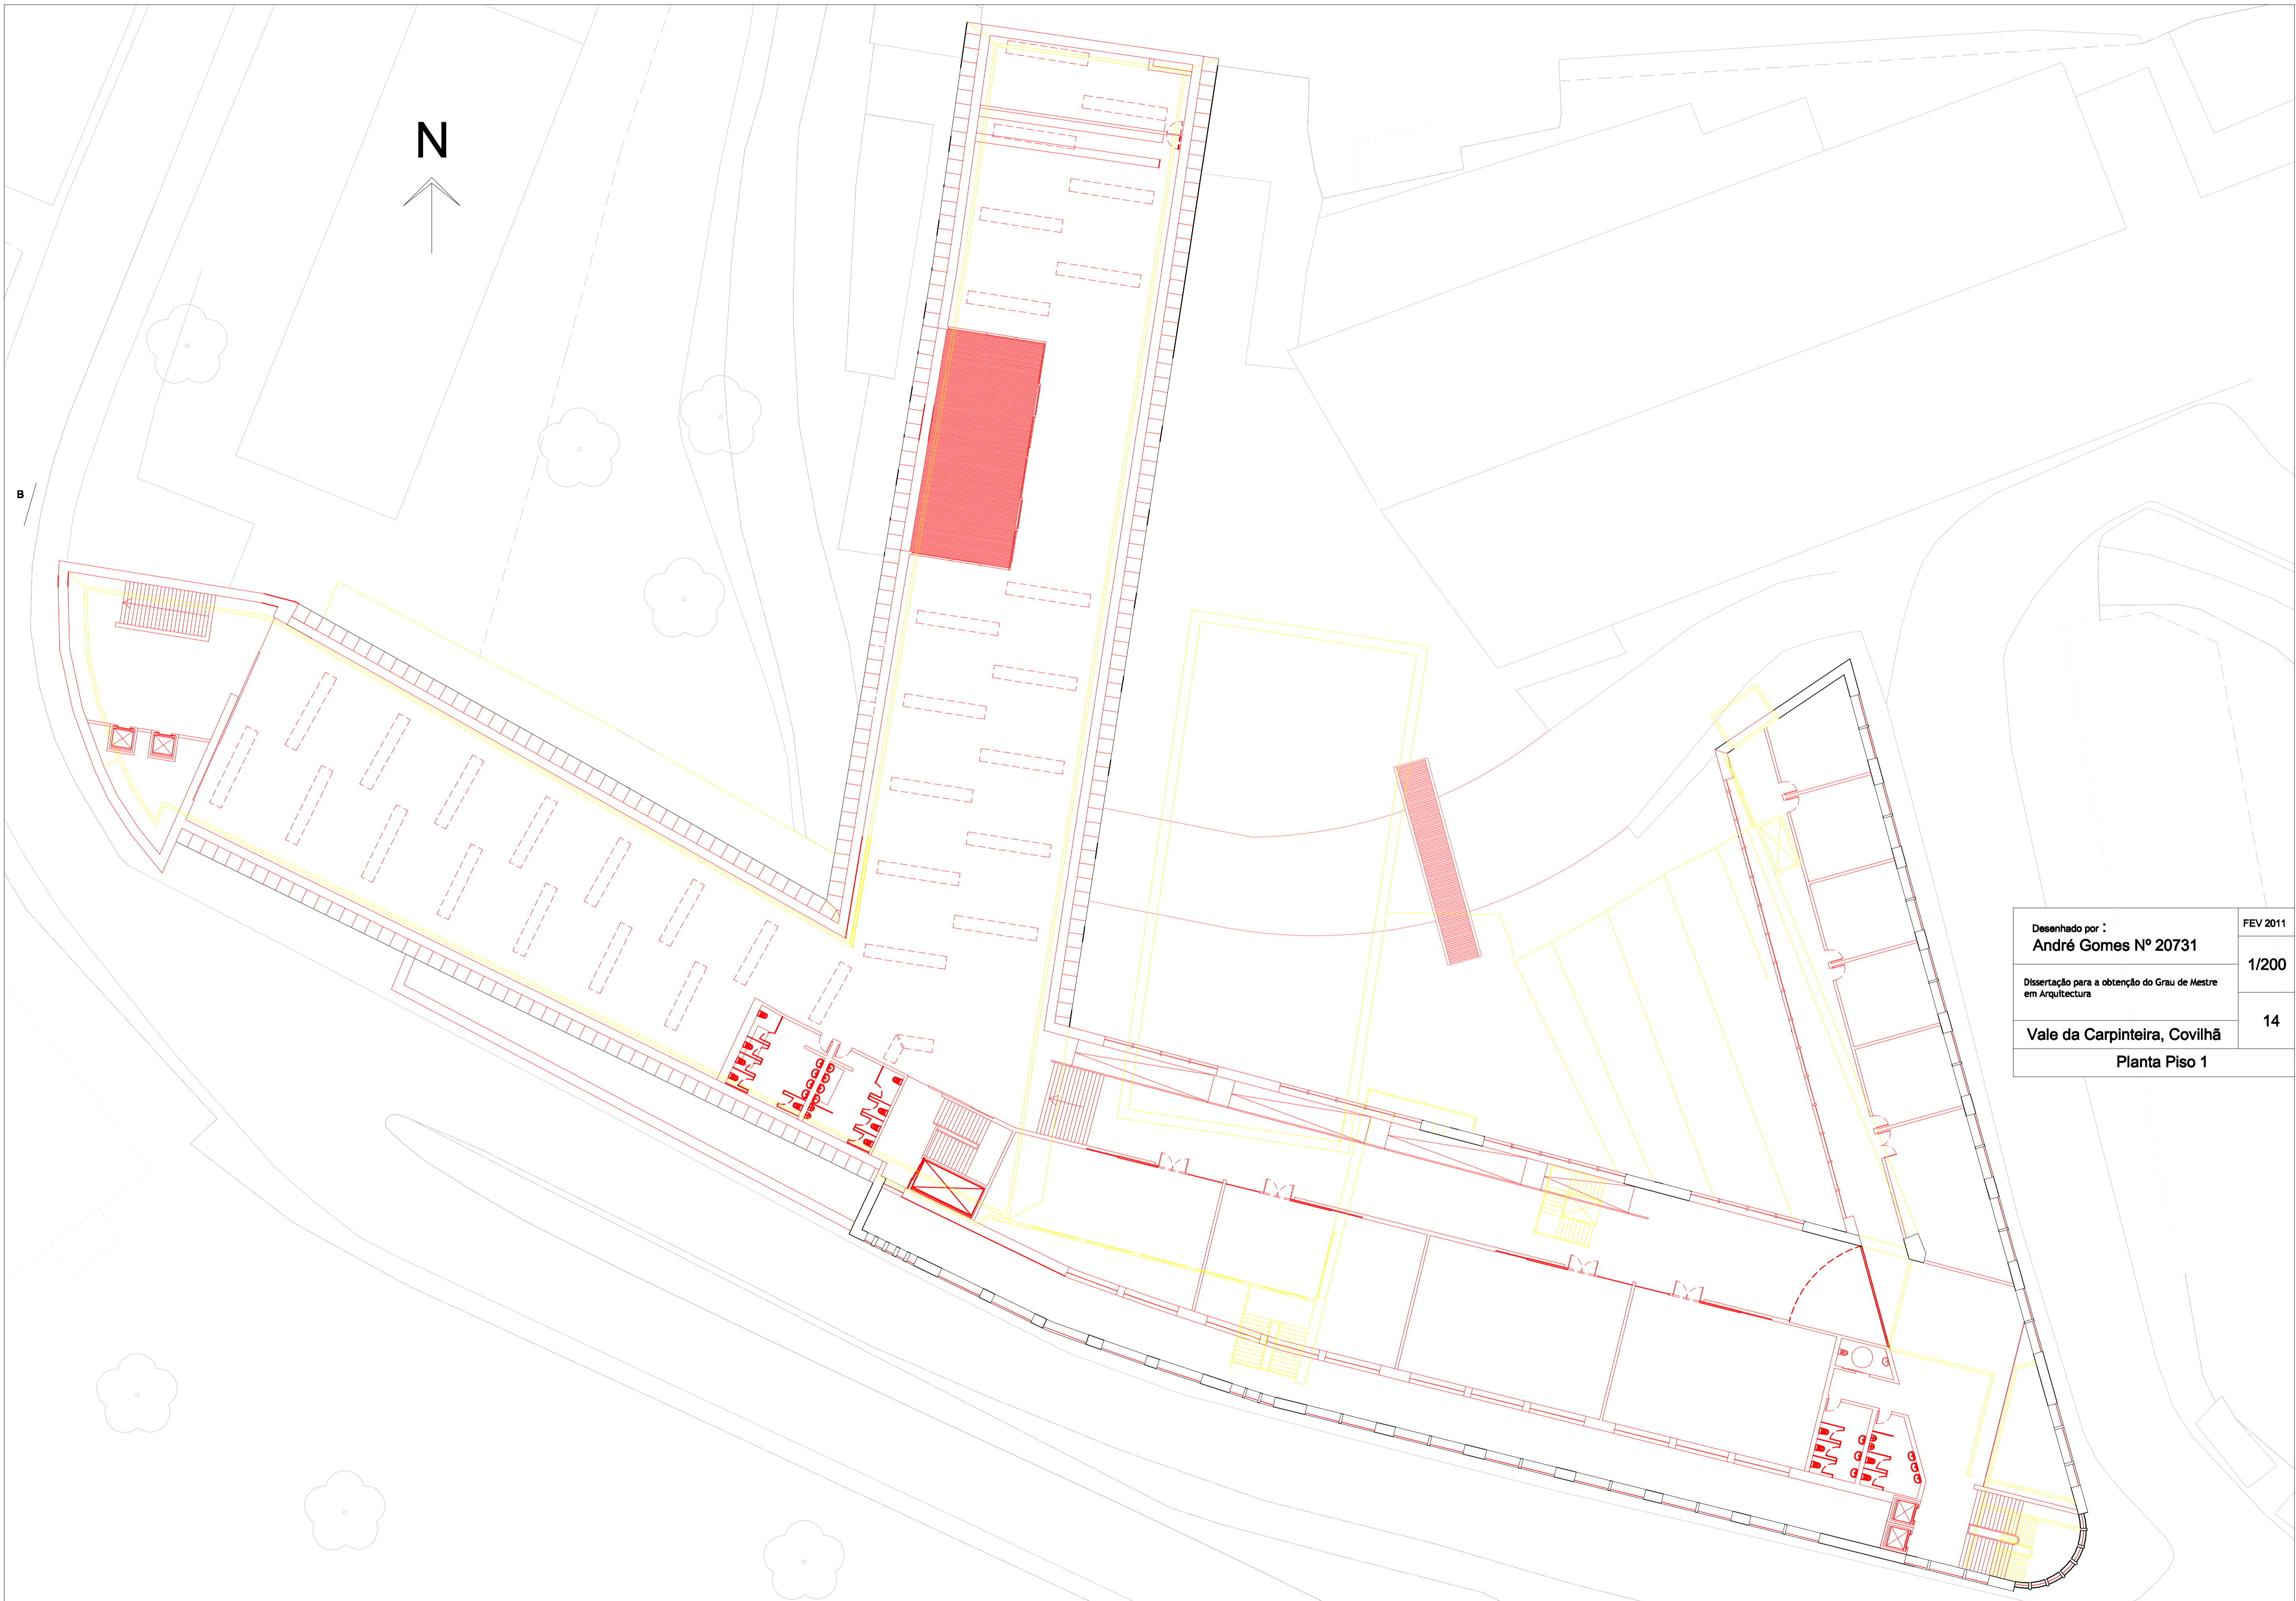 N
B
Desenhado por :
FEV 2011
André Gomes Nº 20731
1/200
Dissertação para a obtenção do Grau de Mestre
em Arquitectura
14
Vale da Carpinteira, Covilhã
Planta Piso 1